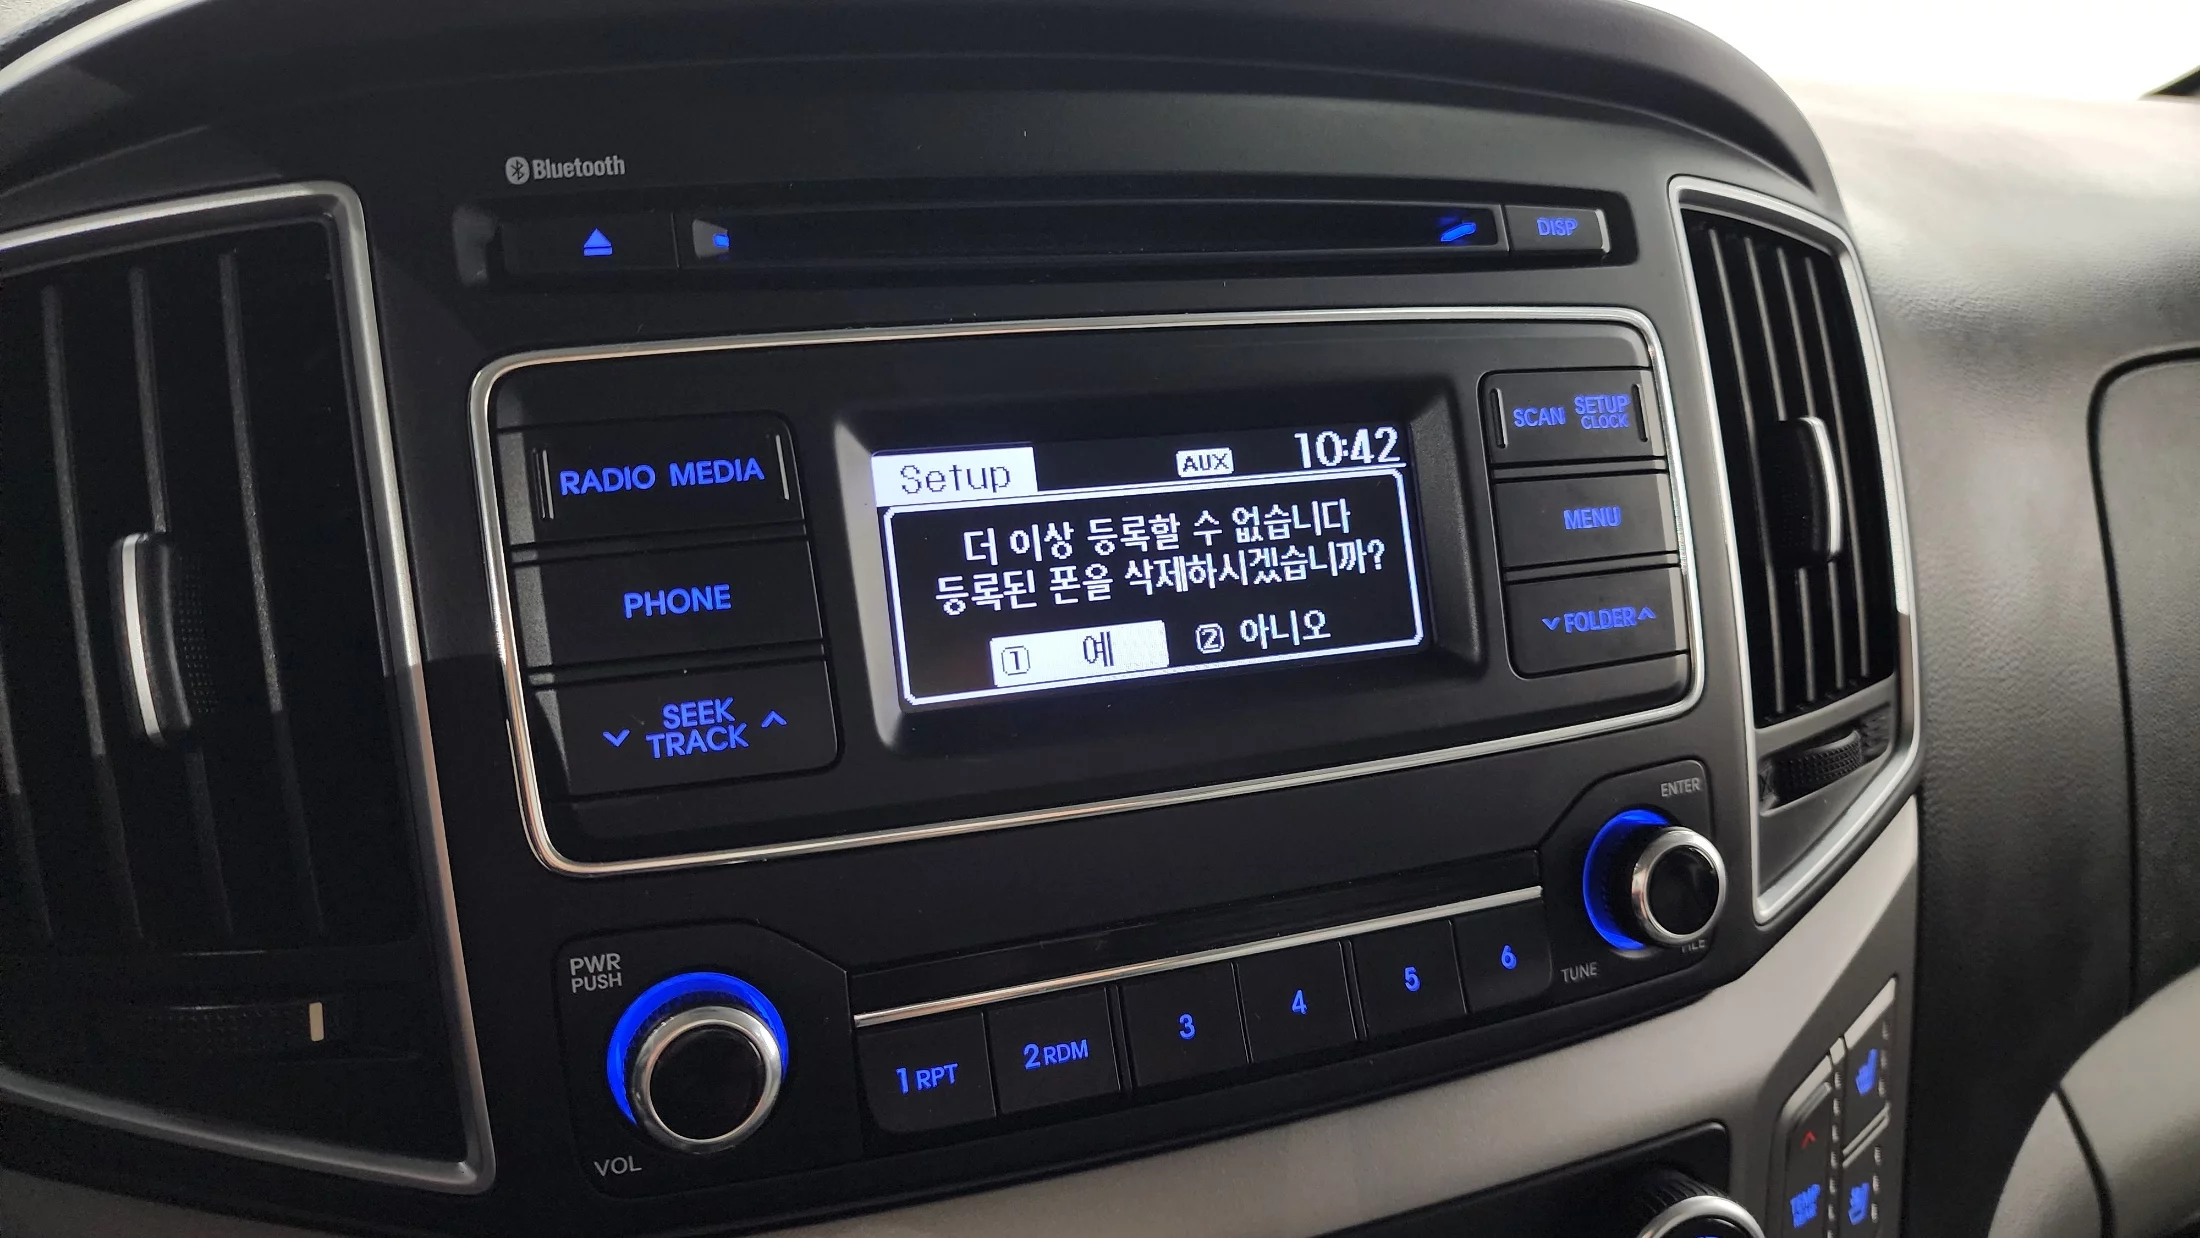 Bluetooth
DISP
RADIO MEDIA
SCAN SETUP
CLOCK
Setup AUX 10:42
더 이상 등록할 수 없습니다
등록된 폰을 삭제하시겠습니까?
1 예 2 아니오
PHONE
MENU
SEEK
TRACK
FOLDER
ENTER
FILE
TUNE
PWR
PUSH
VOL
1 RPT 2 RDM 3 4 5 6
TEMP